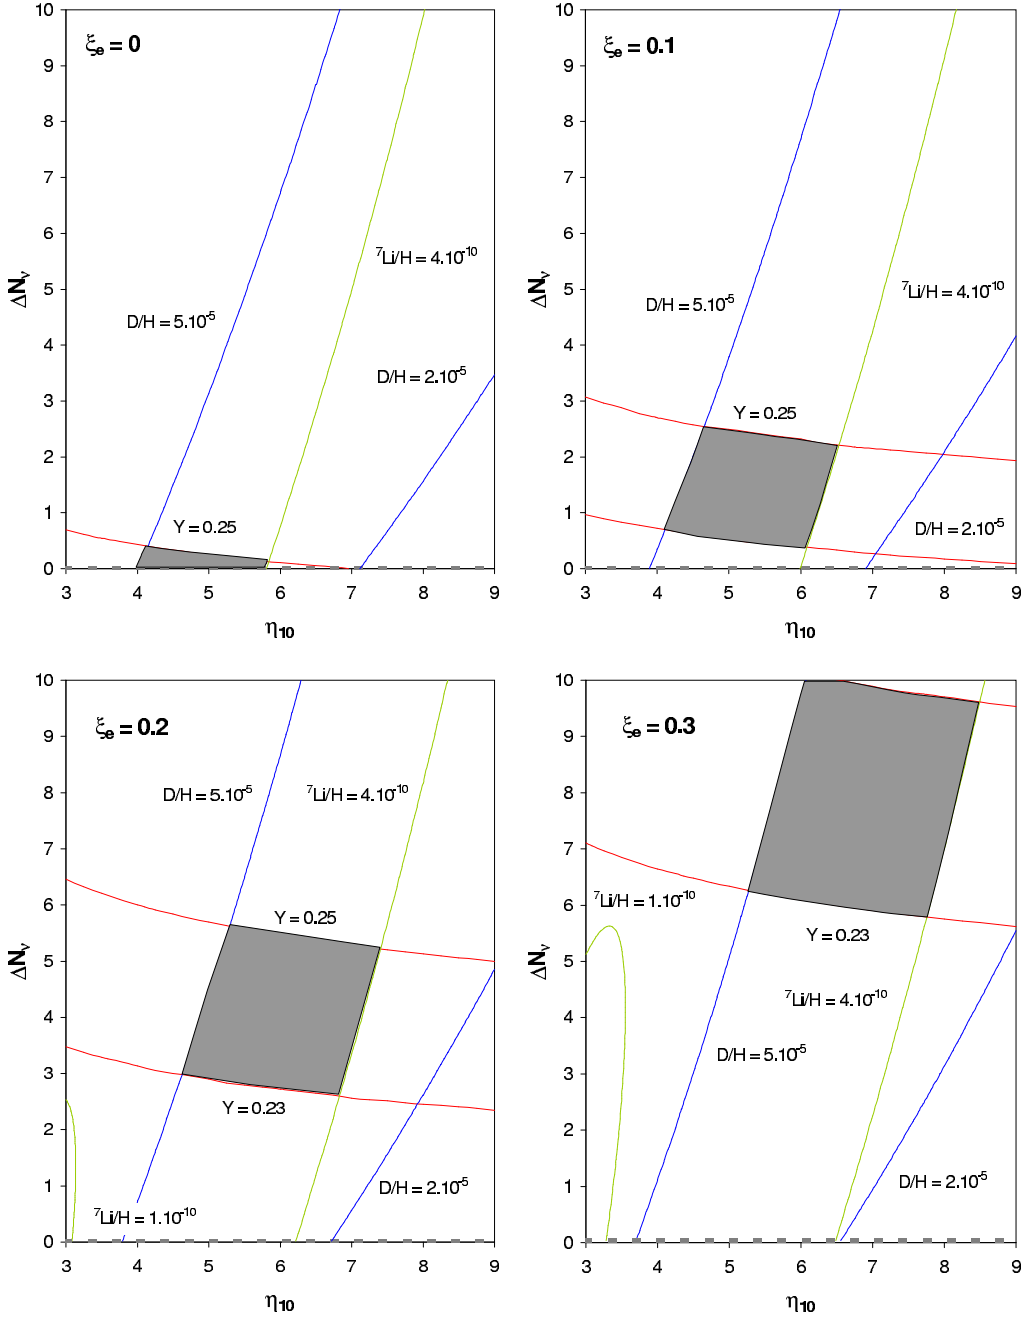 ξe = 0
10
9
8
7
6
5
4
3
2
1
0
ΔNν
⁷Li/H = 4.10⁻¹⁰
D/H = 5.10⁻⁵
D/H = 2.10⁻⁵
Y = 0.25
3 4 5 6 7 8 9
η10
ξe = 0.1
10
9
8
7
6
5
4
3
2
1
0
ΔNν
⁷Li/H = 4.10⁻¹⁰
D/H = 5.10⁻⁵
Y = 0.25
D/H = 2.10⁻⁵
3 4 5 6 7 8 9
η10
ξe = 0.2
10
9
8
7
6
5
4
3
2
1
0
ΔNν
D/H = 5.10⁻⁵
⁷Li/H = 4.10⁻¹⁰
Y = 0.25
Y = 0.23
D/H = 2.10⁻⁵
⁷Li/H = 1.10⁻¹⁰
3 4 5 6 7 8 9
η10
ξe = 0.3
10
9
8
7
6
5
4
3
2
1
0
ΔNν
⁷Li/H = 1.10⁻¹⁰
Y = 0.23
⁷Li/H = 4.10⁻¹⁰
D/H = 5.10⁻⁵
D/H = 2.10⁻⁵
3 4 5 6 7 8 9
η10